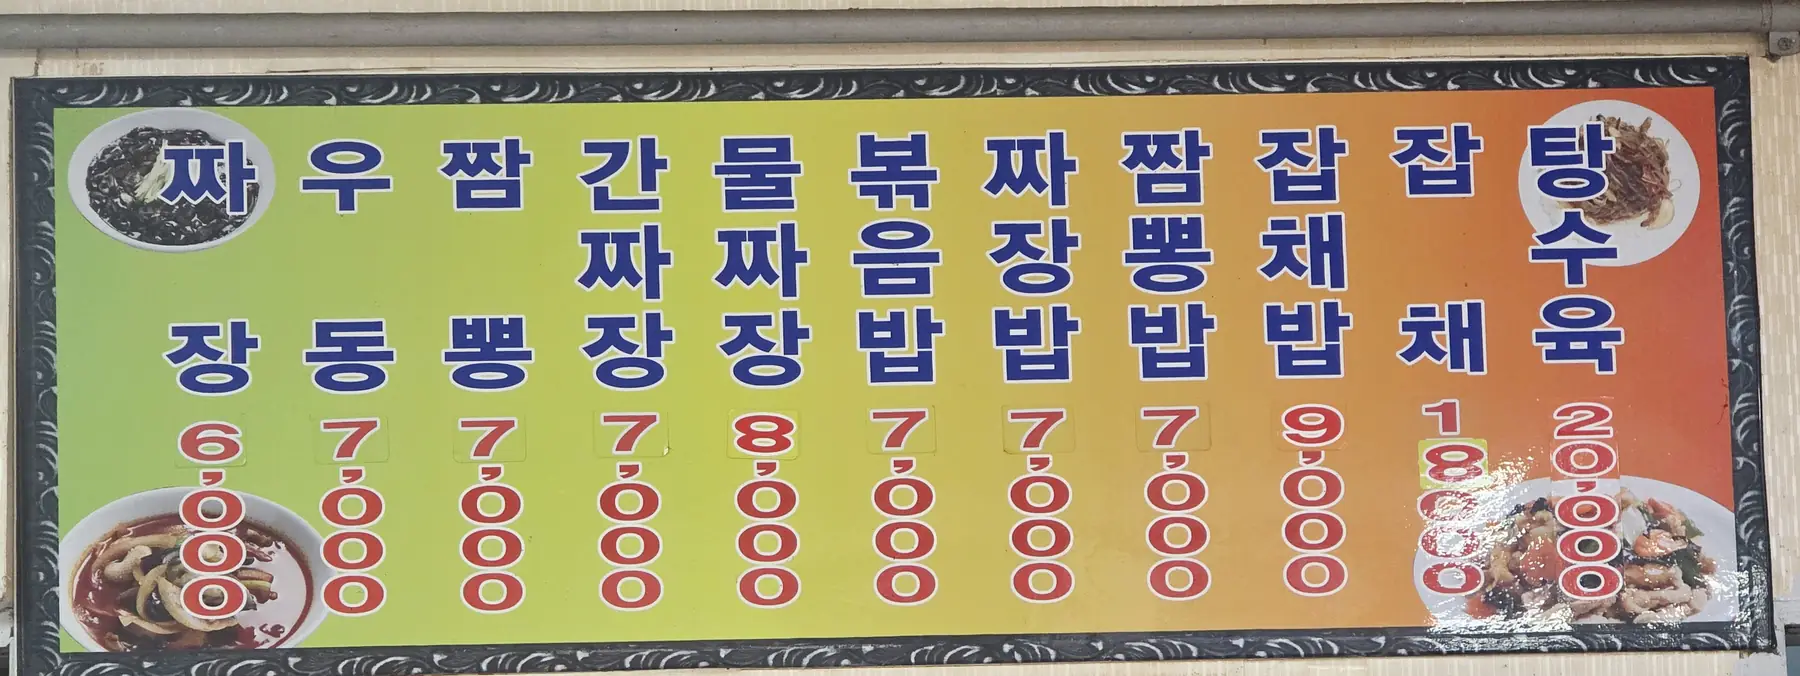 짜장 6,000
우동 7,000
짬뽕 7,000
간짜장 7,000
물짜장 8,000
볶음밥 7,000
짜장밥 7,000
짬뽕밥 7,000
잡채밥 9,000
잡채 18,000
탕수육 20,000